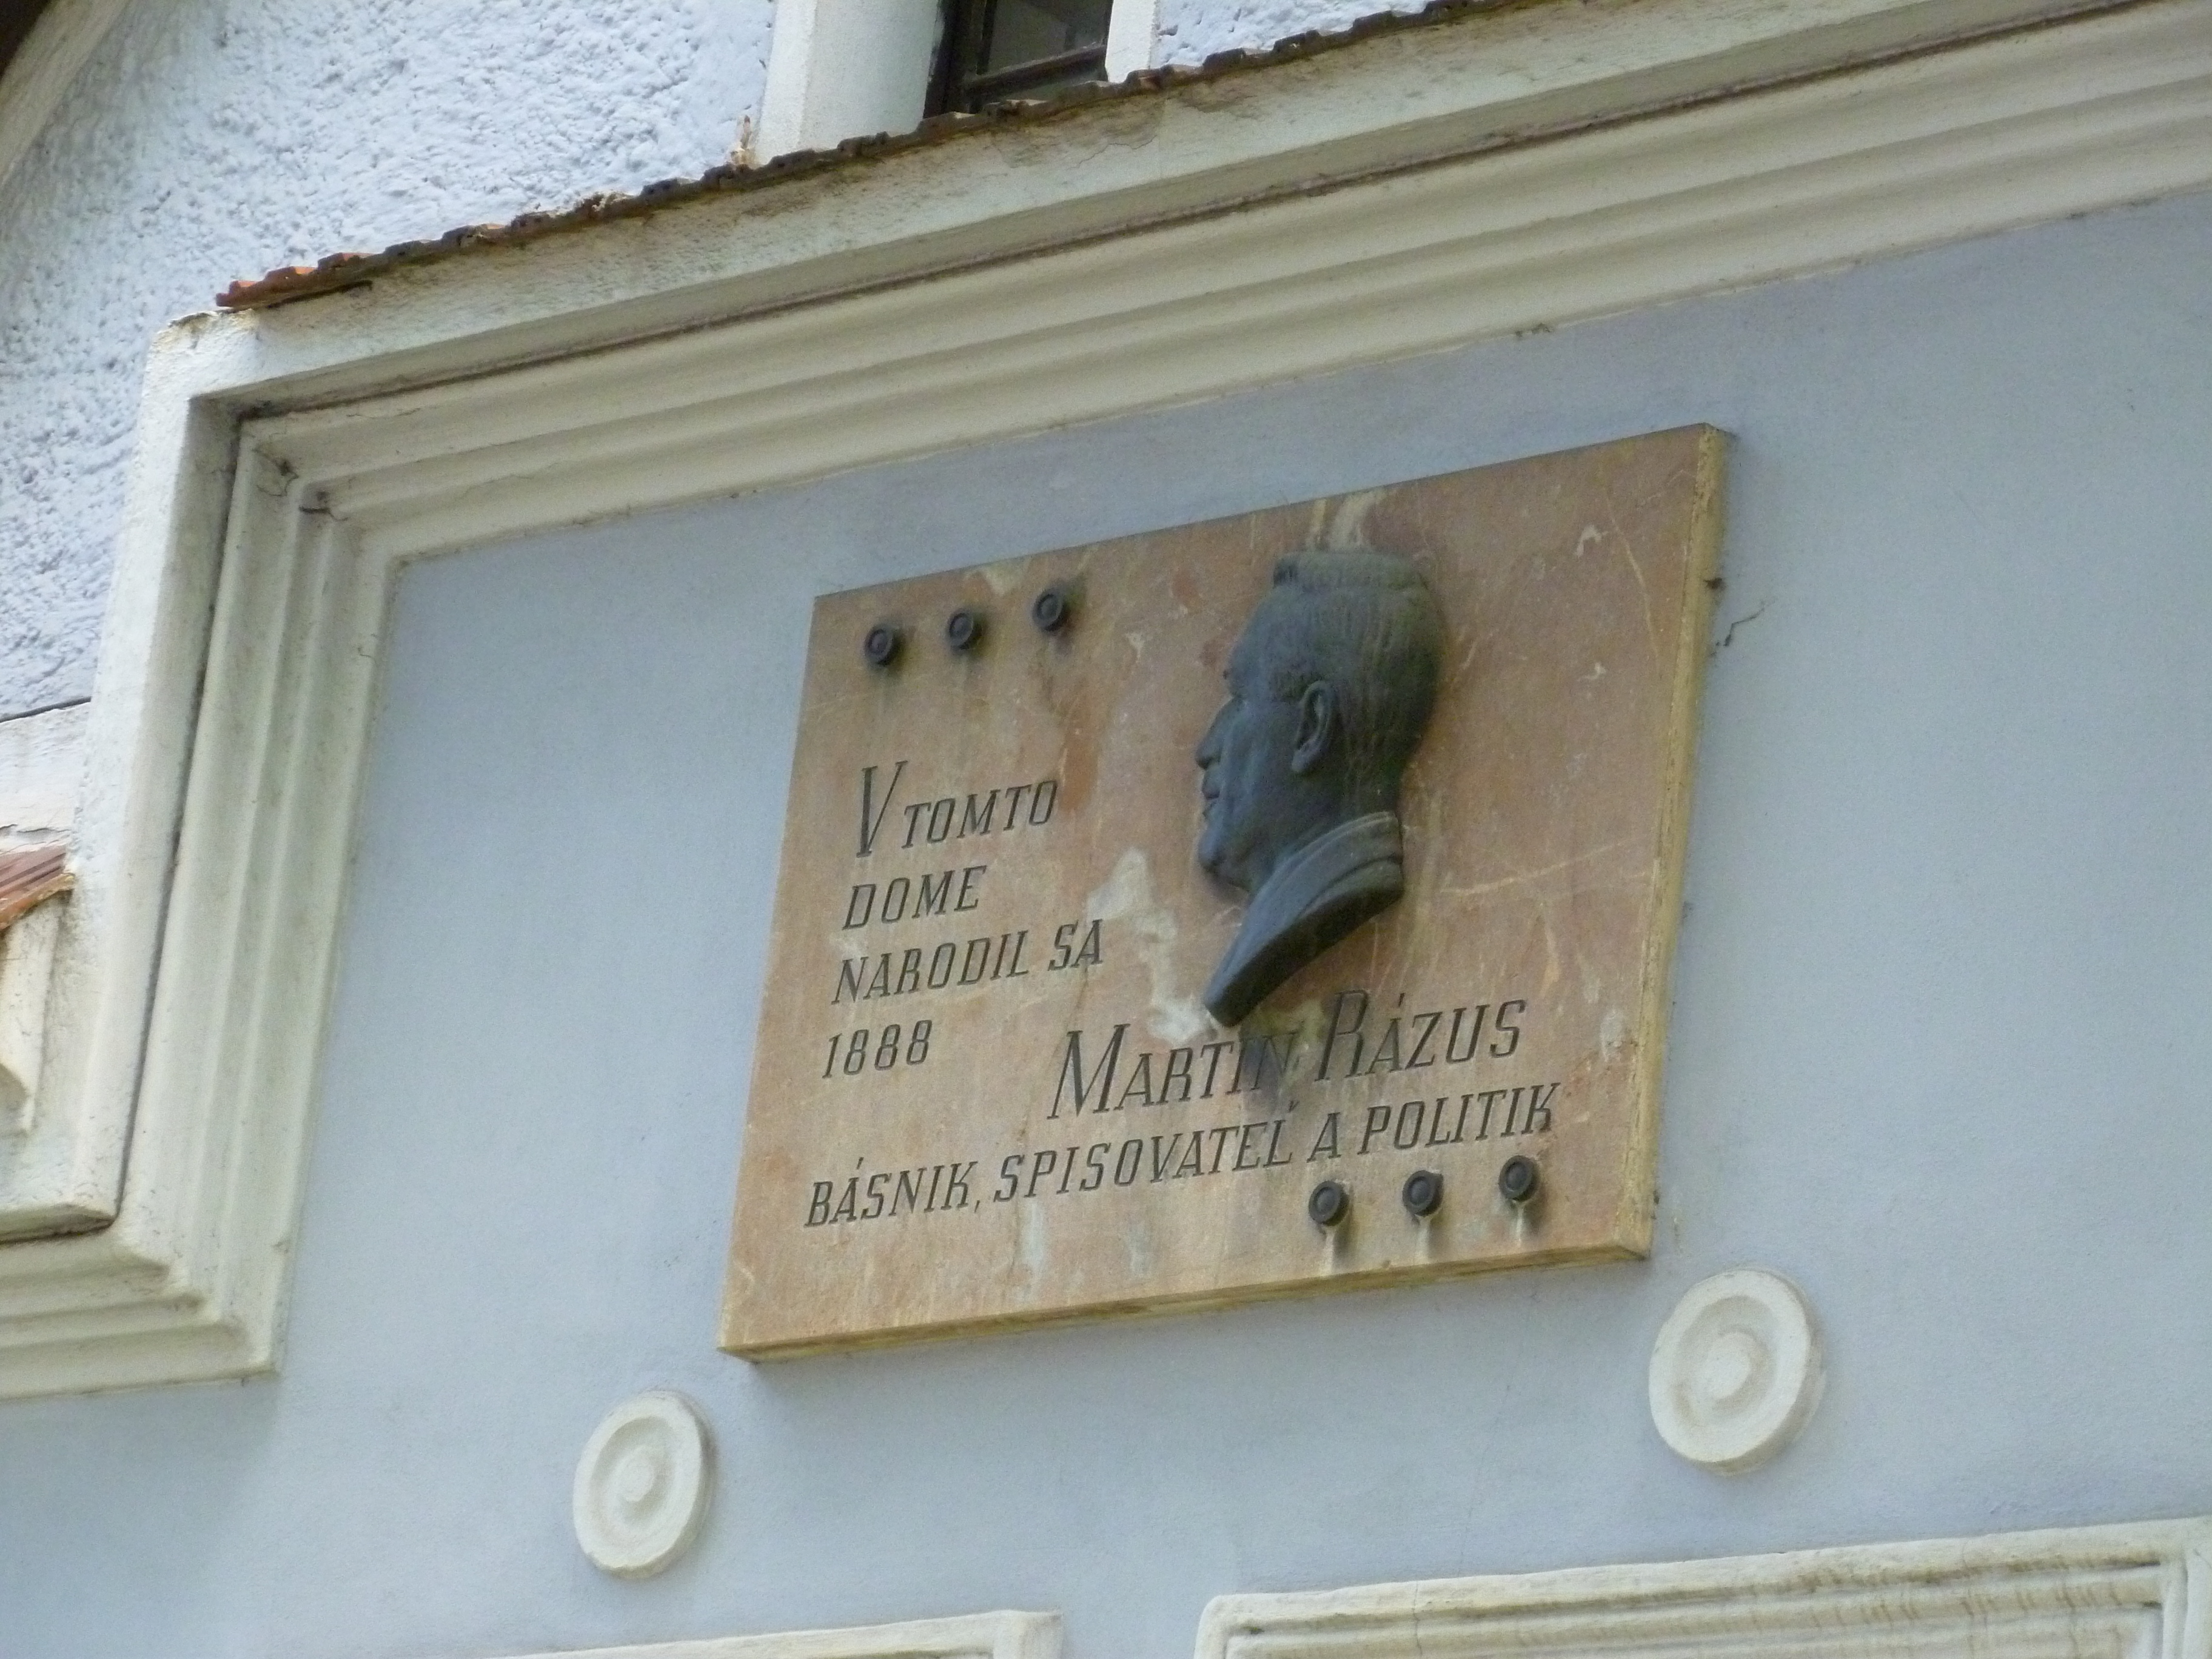 V TOMTO
DOME
NARODIL SA
1888
MARTIN RÁZUS
BÁSNIK, SPISOVATEĽ A POLITIK